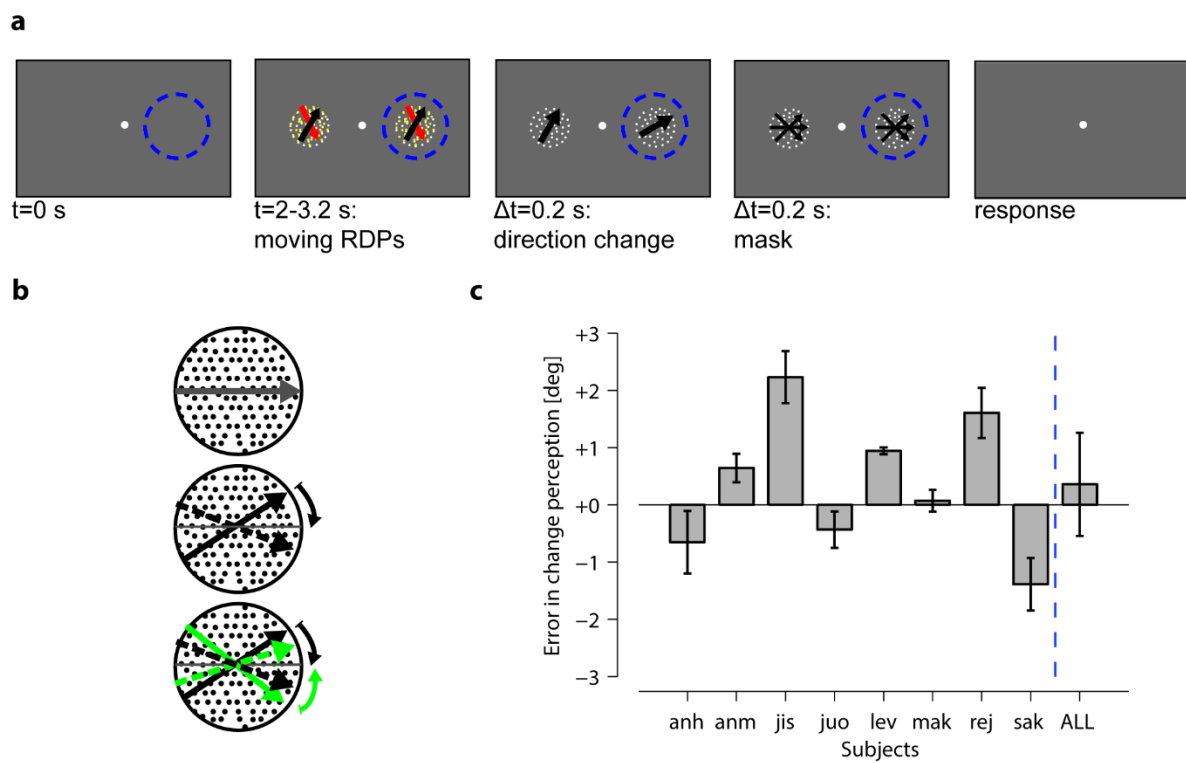 a
t=0 s
t=2-3.2 s:
moving RDPs
Δt=0.2 s:
direction change
Δt=0.2 s:
mask
response
b
c
Error in change perception [deg]
+3
+2
+1
+0
−1
−2
−3
anh anm jis juo lev mak rej sak ALL
Subjects